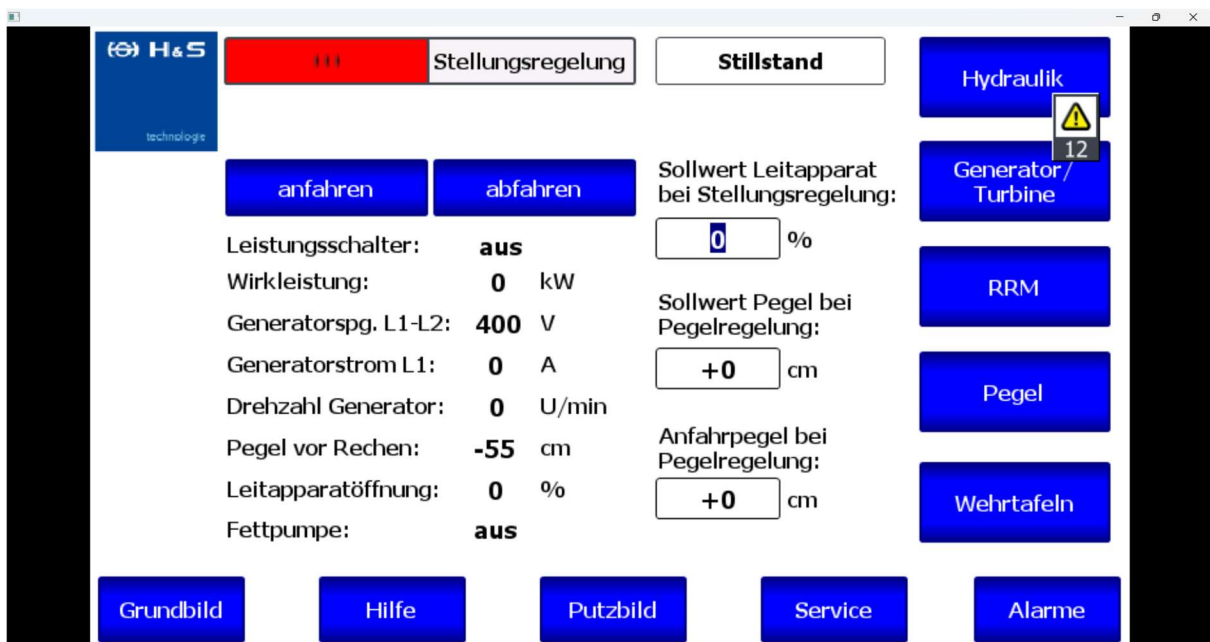 H&S
technologie
Stellungsregelung
Stillstand
Hydraulik
12
anfahren
abfahren
Sollwert Leitapparat
bei Stellungsregelung:
0 %
Generator/
Turbine
Leistungsschalter: aus
Wirkleistung: 0 kW
Generatorspg. L1-L2: 400 V
Generatorstrom L1: 0 A
Drehzahl Generator: 0 U/min
Pegel vor Rechen: -55 cm
Leitapparatöffnung: 0 %
Fettpumpe: aus
Sollwert Pegel bei
Pegelregelung:
+0 cm
Anfahrpegel bei
Pegelregelung:
+0 cm
RRM
Pegel
Wehrtafeln
Grundbild
Hilfe
Putzbild
Service
Alarme